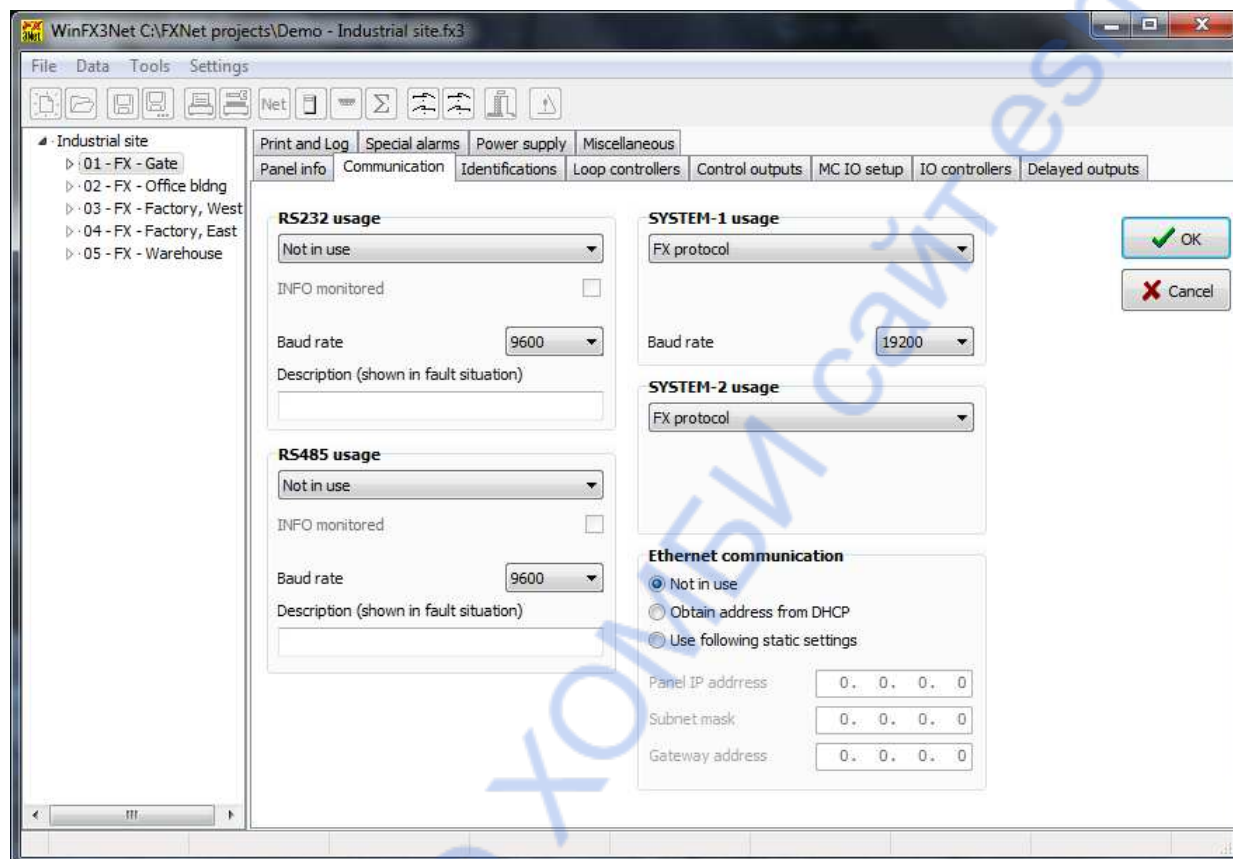 WinFX3Net C:\FXNet projects\Demo - Industrial site.fx3
File Data Tools Settings
Net
Industrial site
01 - FX - Gate
02 - FX - Office bldng
03 - FX - Factory, West
04 - FX - Factory, East
05 - FX - Warehouse
Print and Log Special alarms Power supply Miscellaneous
Panel info Communication Identifications Loop controllers Control outputs MC IO setup IO controllers Delayed outputs
RS232 usage
Not in use
INFO monitored
Baud rate 9600
Description (shown in fault situation)
RS485 usage
Not in use
INFO monitored
Baud rate 9600
Description (shown in fault situation)
SYSTEM-1 usage
FX protocol
Baud rate 19200
SYSTEM-2 usage
FX protocol
Ethernet communication
Not in use
Obtain address from DHCP
Use following static settings
Panel IP addrress 0. 0. 0. 0
Subnet mask 0. 0. 0. 0
Gateway address 0. 0. 0. 0
OK
Cancel
ХОМБИ сайт